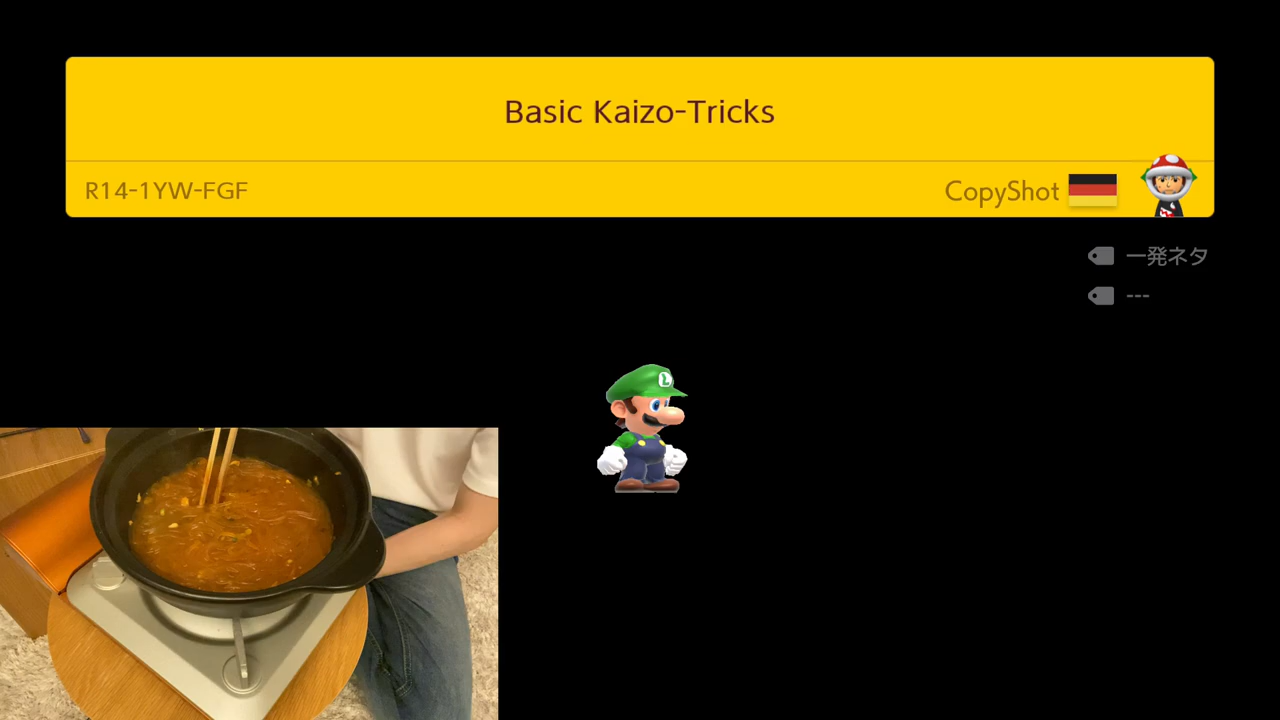 Basic Kaizo-Tricks
R14-1YW-FGF
CopyShot
一発ネタ
---
L